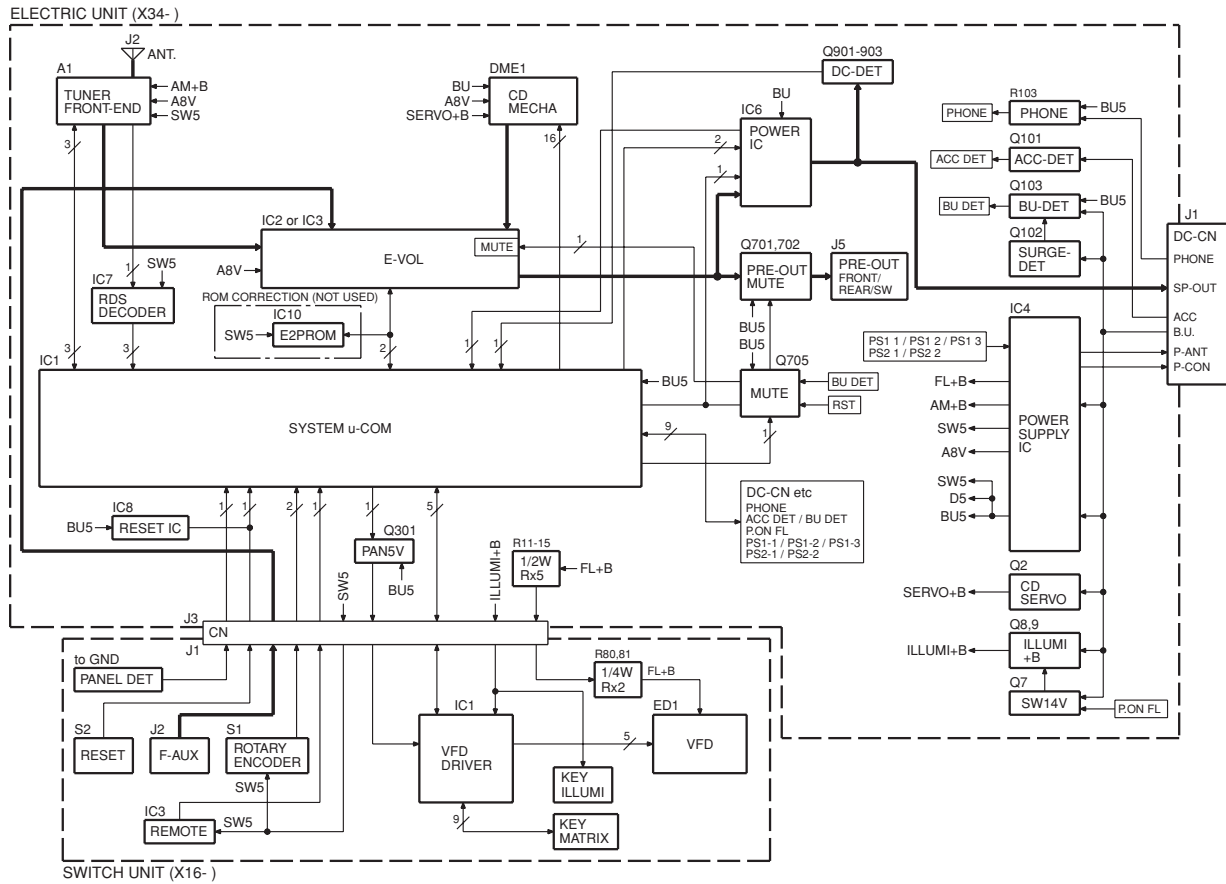 ELECTRIC UNIT (X34- )
J2
ANT.
A1
TUNER
FRONT-END
AM+B
A8V
SW5
DME1
BU
A8V
SERVO+B
CD
MECHA
Q901-903
DC-DET
IC6
BU
POWER
IC
R103
PHONE
PHONE
BU5
Q101
ACC DET
ACC-DET
Q103
BU DET
BU-DET
BU5
Q102
SURGE-
DET
J1
DC-CN
PHONE
SP-OUT
ACC
B.U.
P-ANT
P-CON
3
16
2
1
IC2 or IC3
E-VOL
MUTE
1
A8V
Q701,702
PRE-OUT
MUTE
J5
PRE-OUT
FRONT/
REAR/SW
IC7
1
SW5
RDS
DECODER
ROM CORRECTION (NOT USED)
IC10
SW5
E2PROM
BU5
BU5
IC4
PS1 1 / PS1 2 / PS1 3
PS2 1 / PS2 2
FL+B
AM+B
SW5
A8V
SW5
D5
BU5
POWER
SUPPLY
IC
IC1
3
3
2
1
1
SYSTEM u-COM
BU5
Q705
MUTE
BU DET
RST
1
9
DC-CN etc
PHONE
ACC DET / BU DET
P.ON FL
PS1-1 / PS1-2 / PS1-3
PS2-1 / PS2-2
1
1
2
1
1
5
IC8
BU5
RESET IC
Q301
PAN5V
BU5
SW5
ILLUMI+B
R11-15
1/2W
Rx5
FL+B
Q2
SERVO+B
CD
SERVO
Q8,9
ILLUMI+B
ILLUMI
+B
Q7
SW14V
P.ON FL
J3
CN
J1
to GND
PANEL DET
R80,81
1/4W
Rx2
FL+B
S2
RESET
J2
F-AUX
S1
ROTARY
ENCODER
SW5
IC3
REMOTE
SW5
IC1
VFD
DRIVER
5
ED1
VFD
KEY
ILLUMI
9
KEY
MATRIX
SWITCH UNIT (X16- )